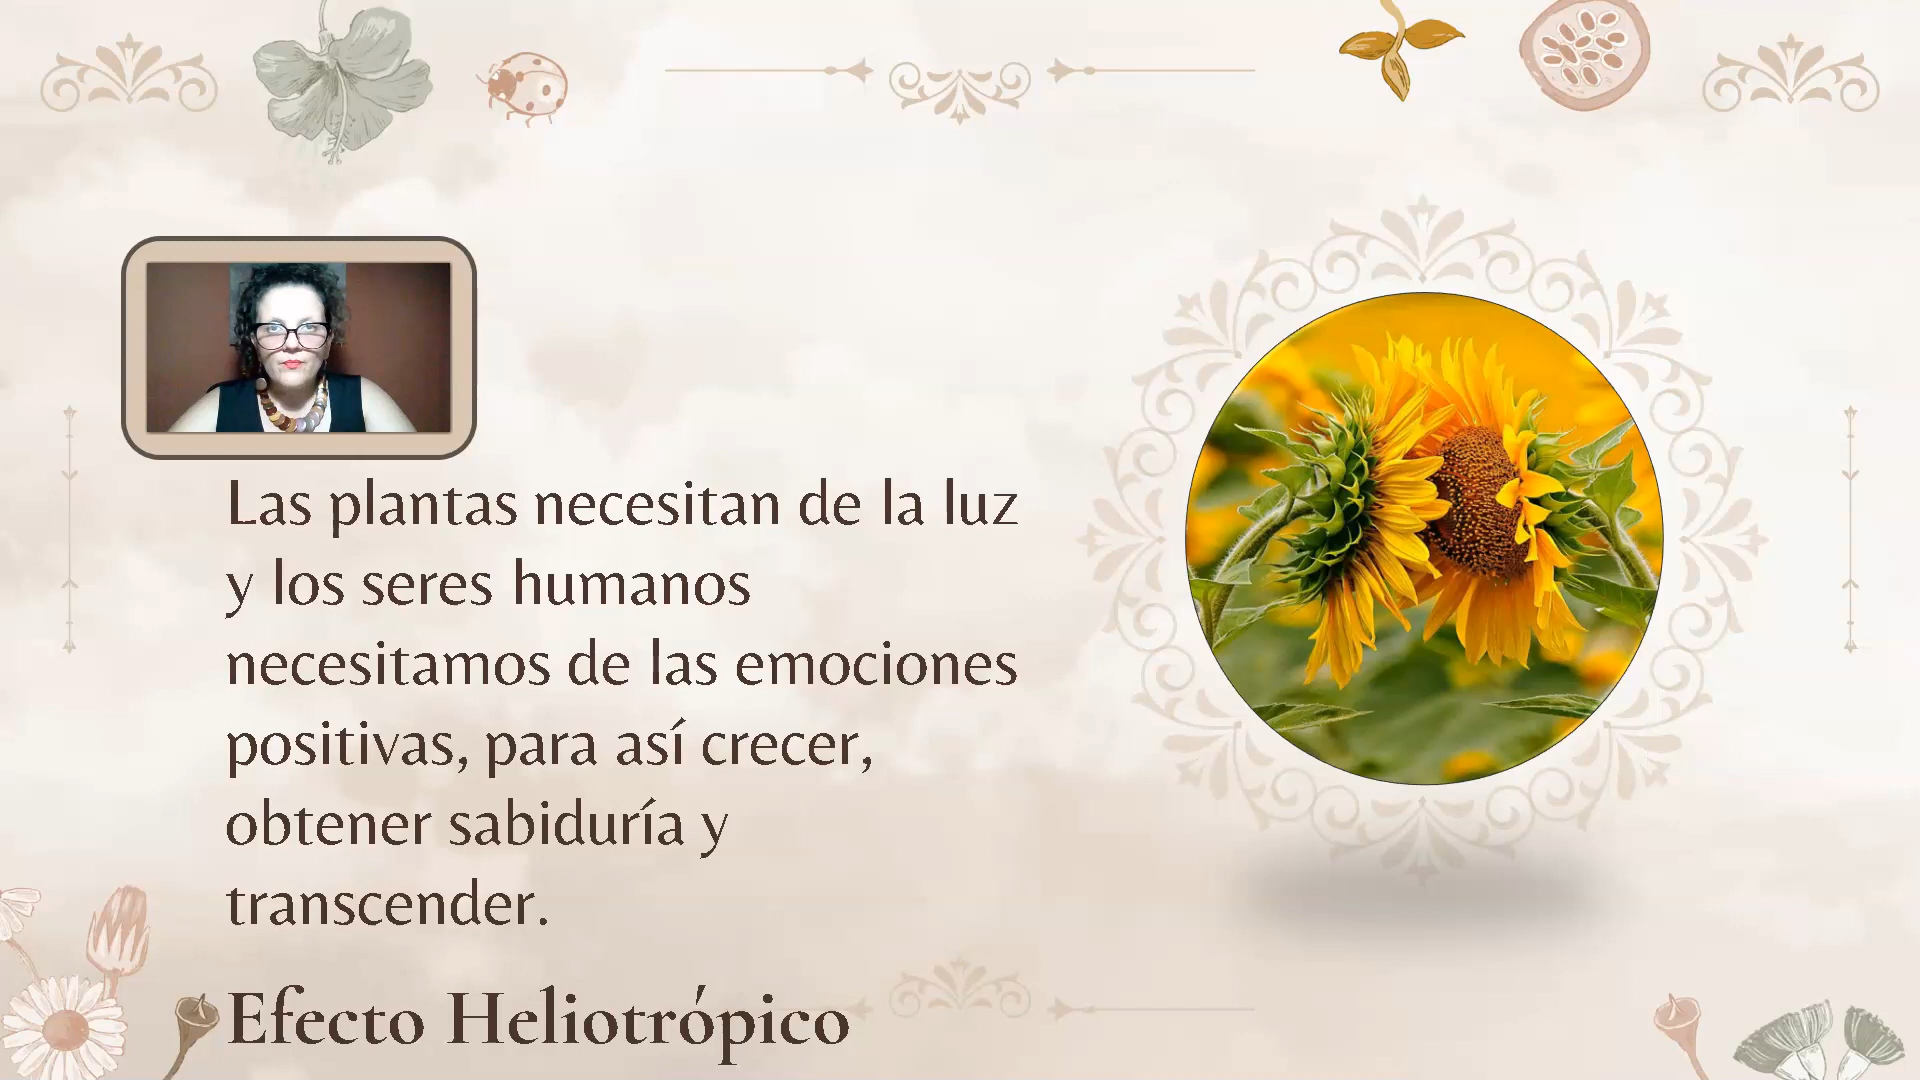 Las plantas necesitan de la luz
y los seres humanos
necesitamos de las emociones
positivas, para así crecer,
obtener sabiduría y
transcender.
Efecto Heliotrópico